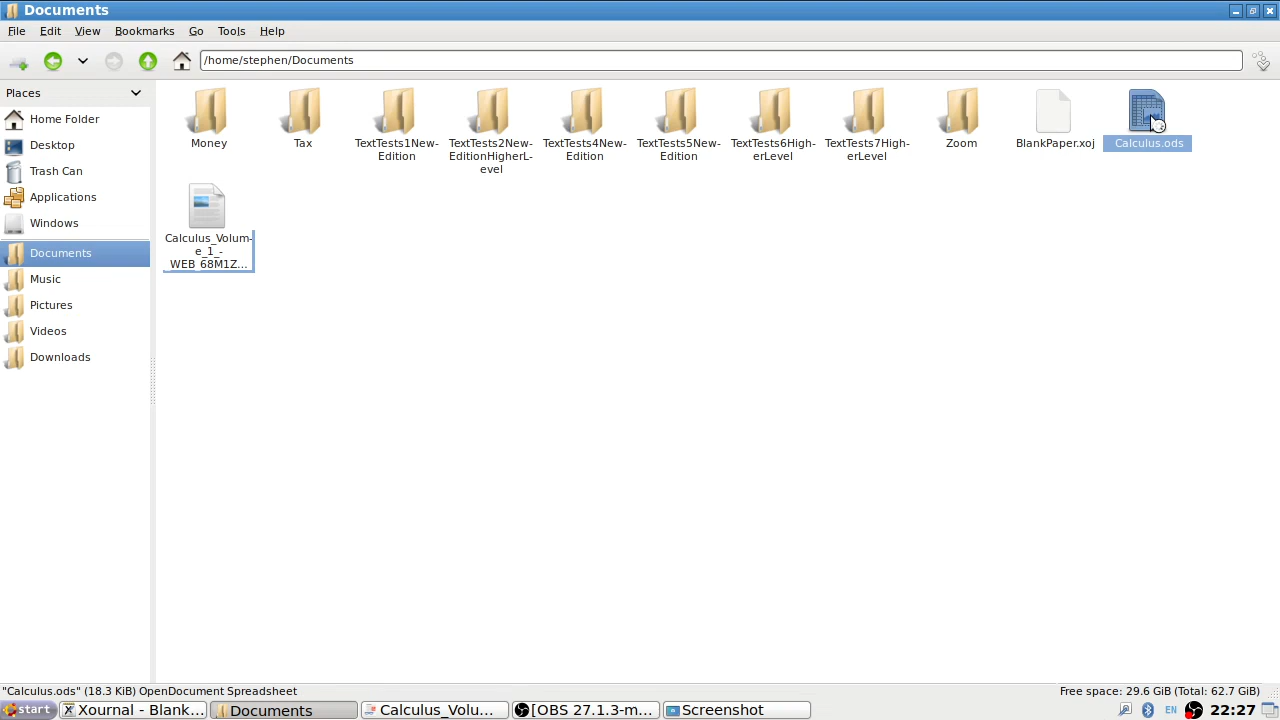 Documents
File Edit View Bookmarks Go Tools Help
/home/stephen/Documents
Places
Home Folder
Desktop
Trash Can
Applications
Windows
Documents
Music
Pictures
Videos
Downloads
Money
Tax
TextTests1New-
Edition
TextTests2New-
EditionHigherL-
evel
TextTests4New-
Edition
TextTests5New-
Edition
TextTests6High-
erLevel
TextTests7High-
erLevel
Zoom
BlankPaper.xoj
Calculus.ods
Calculus_Volum-
e_1_-
_WEB_68M1Z...
"Calculus.ods" (18.3 KiB) OpenDocument Spreadsheet
Free space: 29.6 GiB (Total: 62.7 GiB)
start
Xournal - Blank...
Documents
Calculus_Volu...
[OBS 27.1.3-m...
Screenshot
EN
22:27